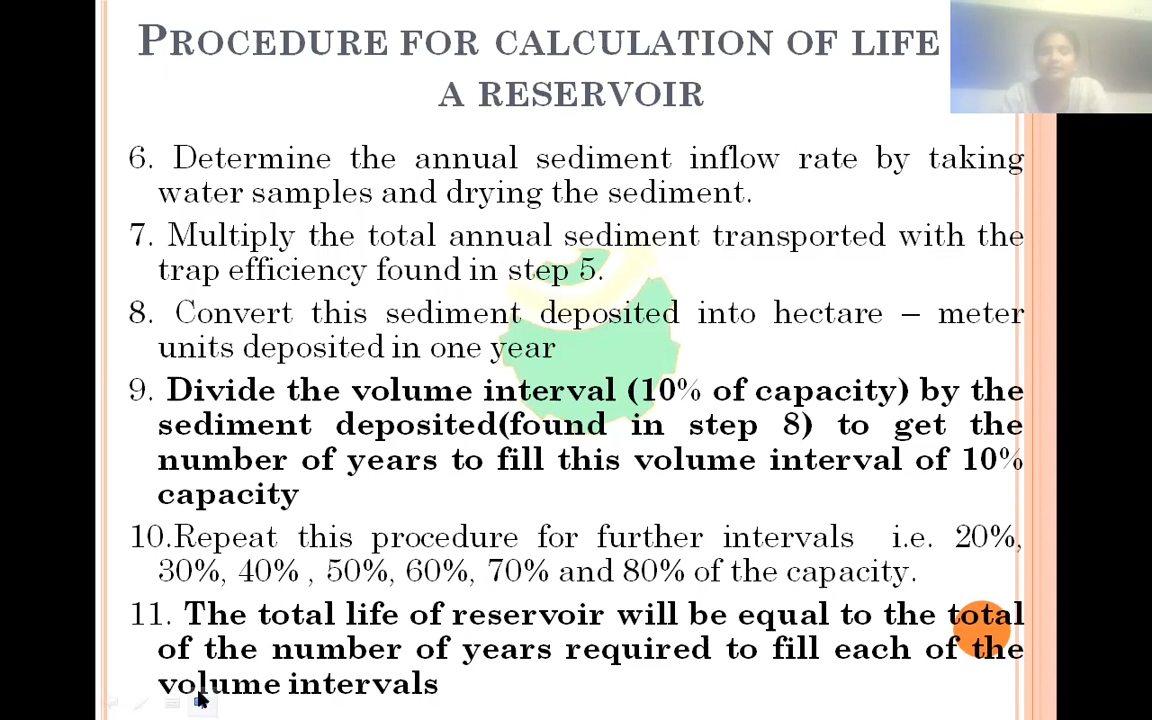 PROCEDURE FOR CALCULATION OF LIFE
A RESERVOIR
6. Determine the annual sediment inflow rate by taking
water samples and drying the sediment.
7. Multiply the total annual sediment transported with the
trap efficiency found in step 5.
8. Convert this sediment deposited into hectare – meter
units deposited in one year
9. Divide the volume interval (10% of capacity) by the
sediment deposited(found in step 8) to get the
number of years to fill this volume interval of 10%
capacity
10.Repeat this procedure for further intervals i.e. 20%,
30%, 40% , 50%, 60%, 70% and 80% of the capacity.
11. The total life of reservoir will be equal to the total
of the number of years required to fill each of the
volume intervals